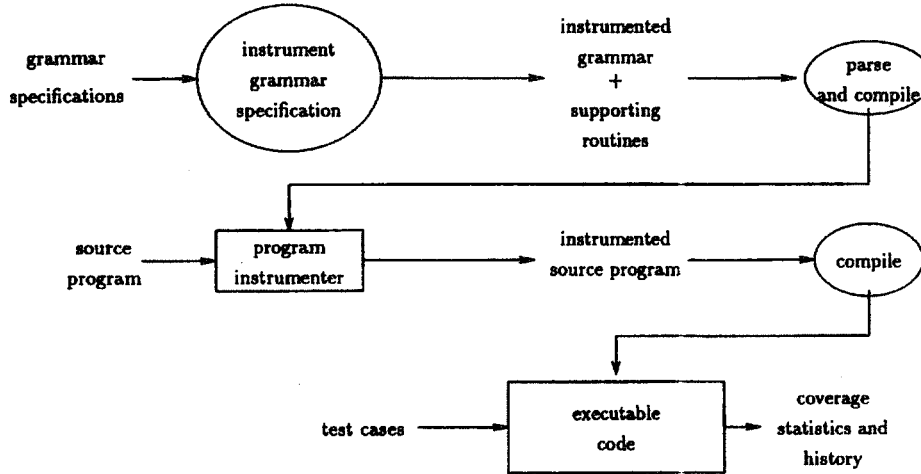 grammar
specifications
instrument
grammar
specification
instrumented
grammar
+
supporting
routines
parse
and compile
source
program
program
instrumenter
instrumented
source program
compile
test cases
executable
code
coverage
statistics and
history